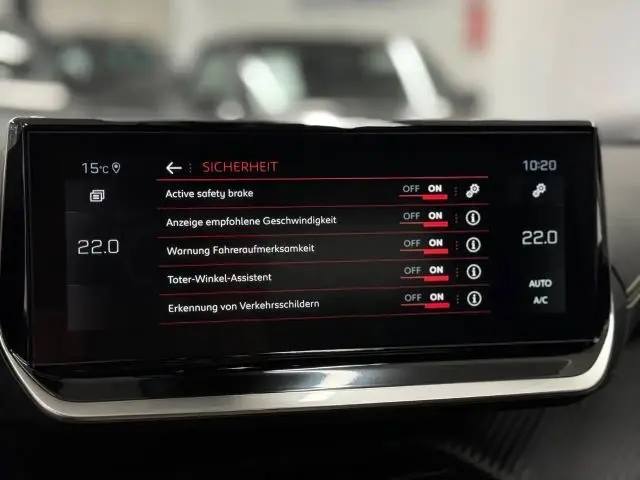 15°C
SICHERHEIT
10:20
Active safety brake OFF ON
Anzeige empfohlene Geschwindigkeit OFF ON
22.0
Warnung Fahreraufmerksamkeit OFF ON
22.0
Toter-Winkel-Assistent OFF ON
AUTO
A/C
Erkennung von Verkehrsschildern OFF ON